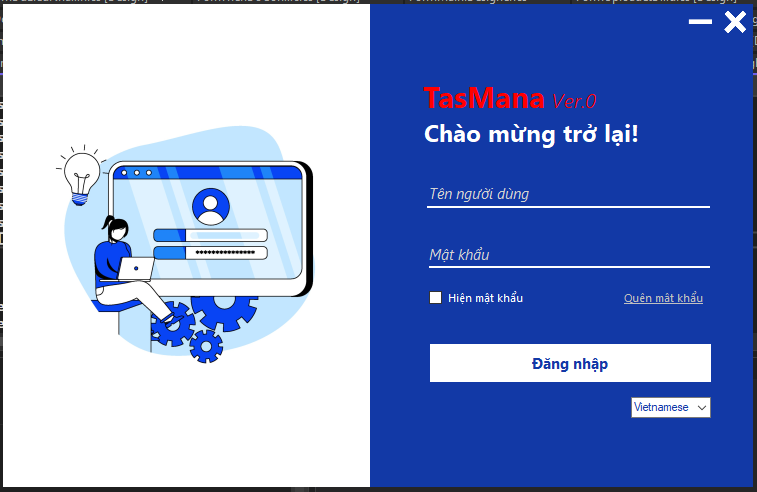 TasMana Ver.0
Chào mừng trở lại!
Tên người dùng
Mật khẩu
Hiện mật khẩu
Quên mật khẩu
Đăng nhập
Vietnamese
***************